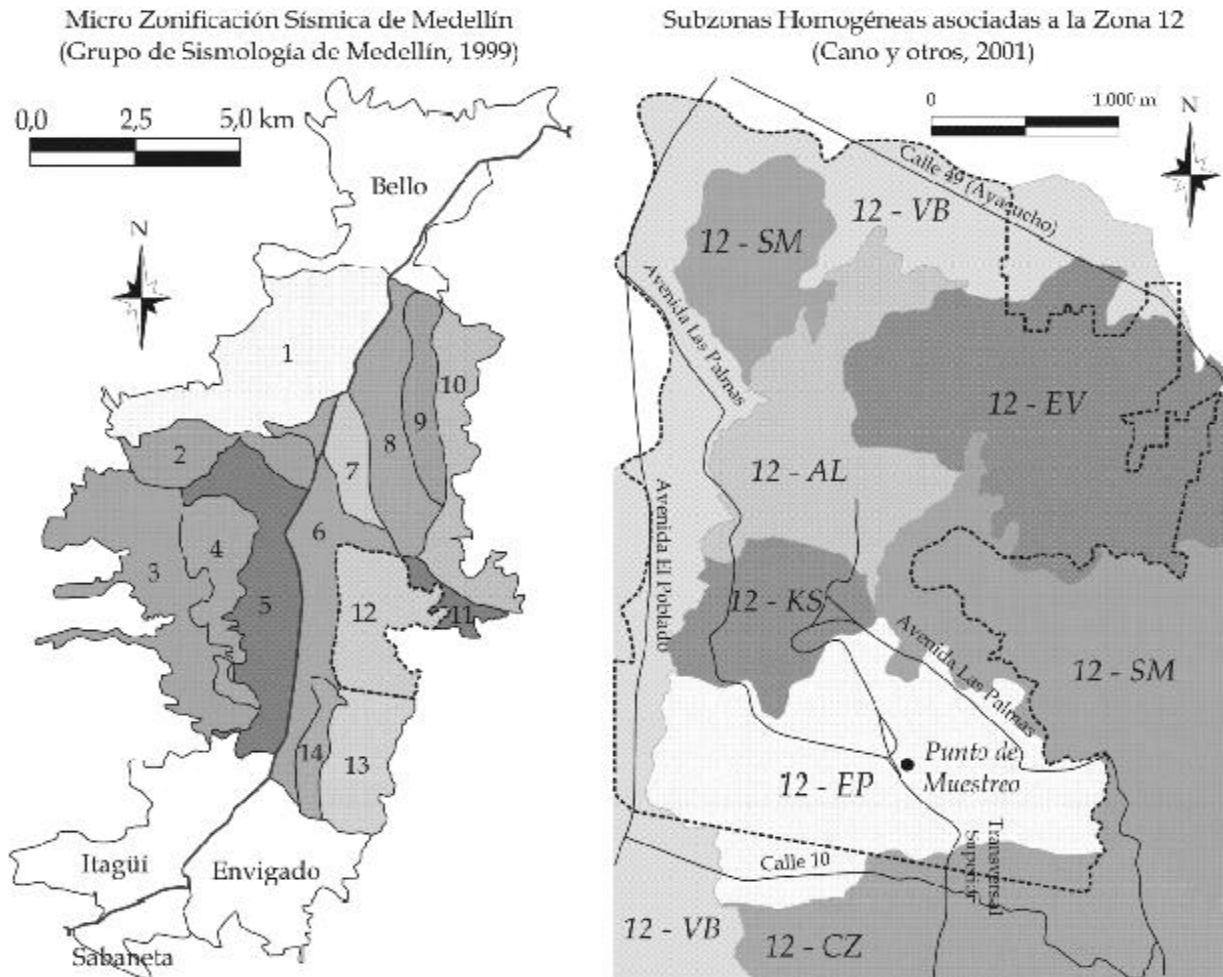 Micro Zonificación Sísmica de Medellín
(Grupo de Sismología de Medellín, 1999)
0,0 2,5 5,0 km
N
Bello
1
2
3
4
5
6
7
8
9
10
11
12
13
14
Itagüí
Envigado
Sabaneta
Subzonas Homogéneas asociadas a la Zona 12
(Cano y otros, 2001)
0 1.000 m
N
Calle 49 (Ayacucho)
12 - VB
12 - SM
Avenida Las Palmas
12 - EV
12 - AL
Avenida El Poblado
12 - KS
Avenida Las Palmas
12 - SM
Punto de
Muestreo
12 - EP
Transversal
Superior
Calle 10
12 - VB
12 - CZ